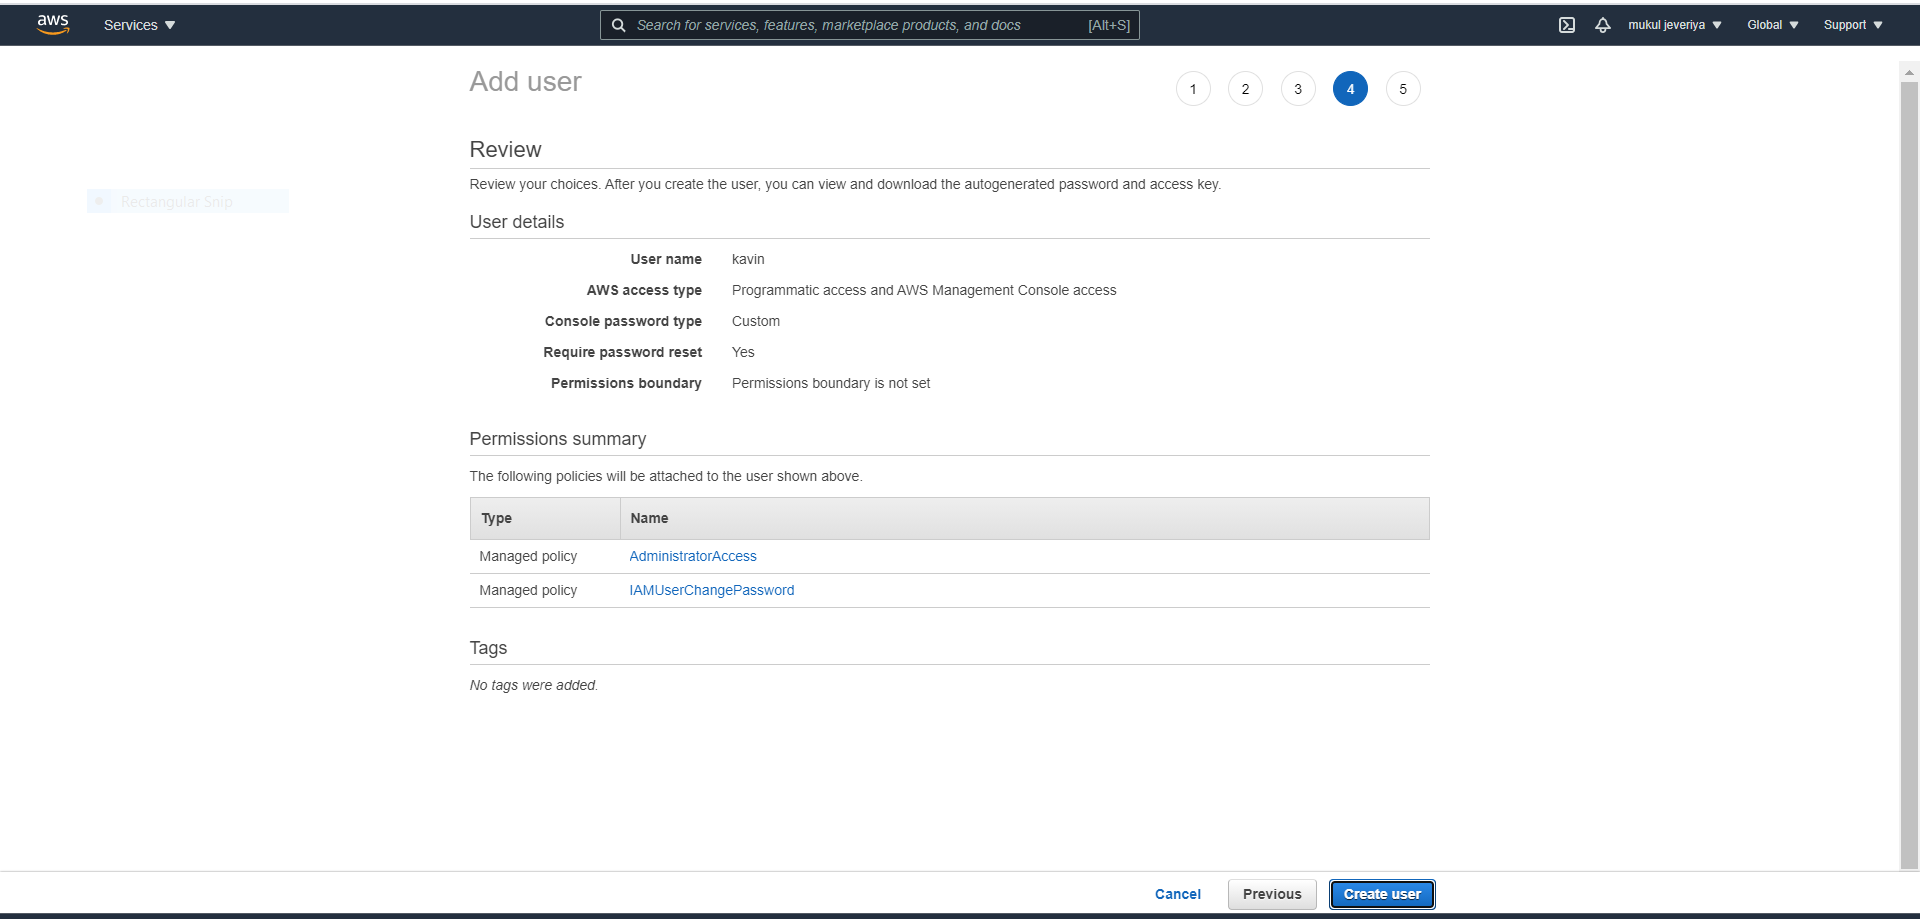 aws Services Search for services, features, marketplace products, and docs [Alt+S] mukul jeveriya Global Support
Add user 1 2 3 4 5
Review
Review your choices. After you create the user, you can view and download the autogenerated password and access key.
Rectangular Snip
User details
User name kavin
AWS access type Programmatic access and AWS Management Console access
Console password type Custom
Require password reset Yes
Permissions boundary Permissions boundary is not set
Permissions summary
The following policies will be attached to the user shown above.
Type Name
Managed policy AdministratorAccess
Managed policy IAMUserChangePassword
Tags
No tags were added.
Cancel Previous Create user